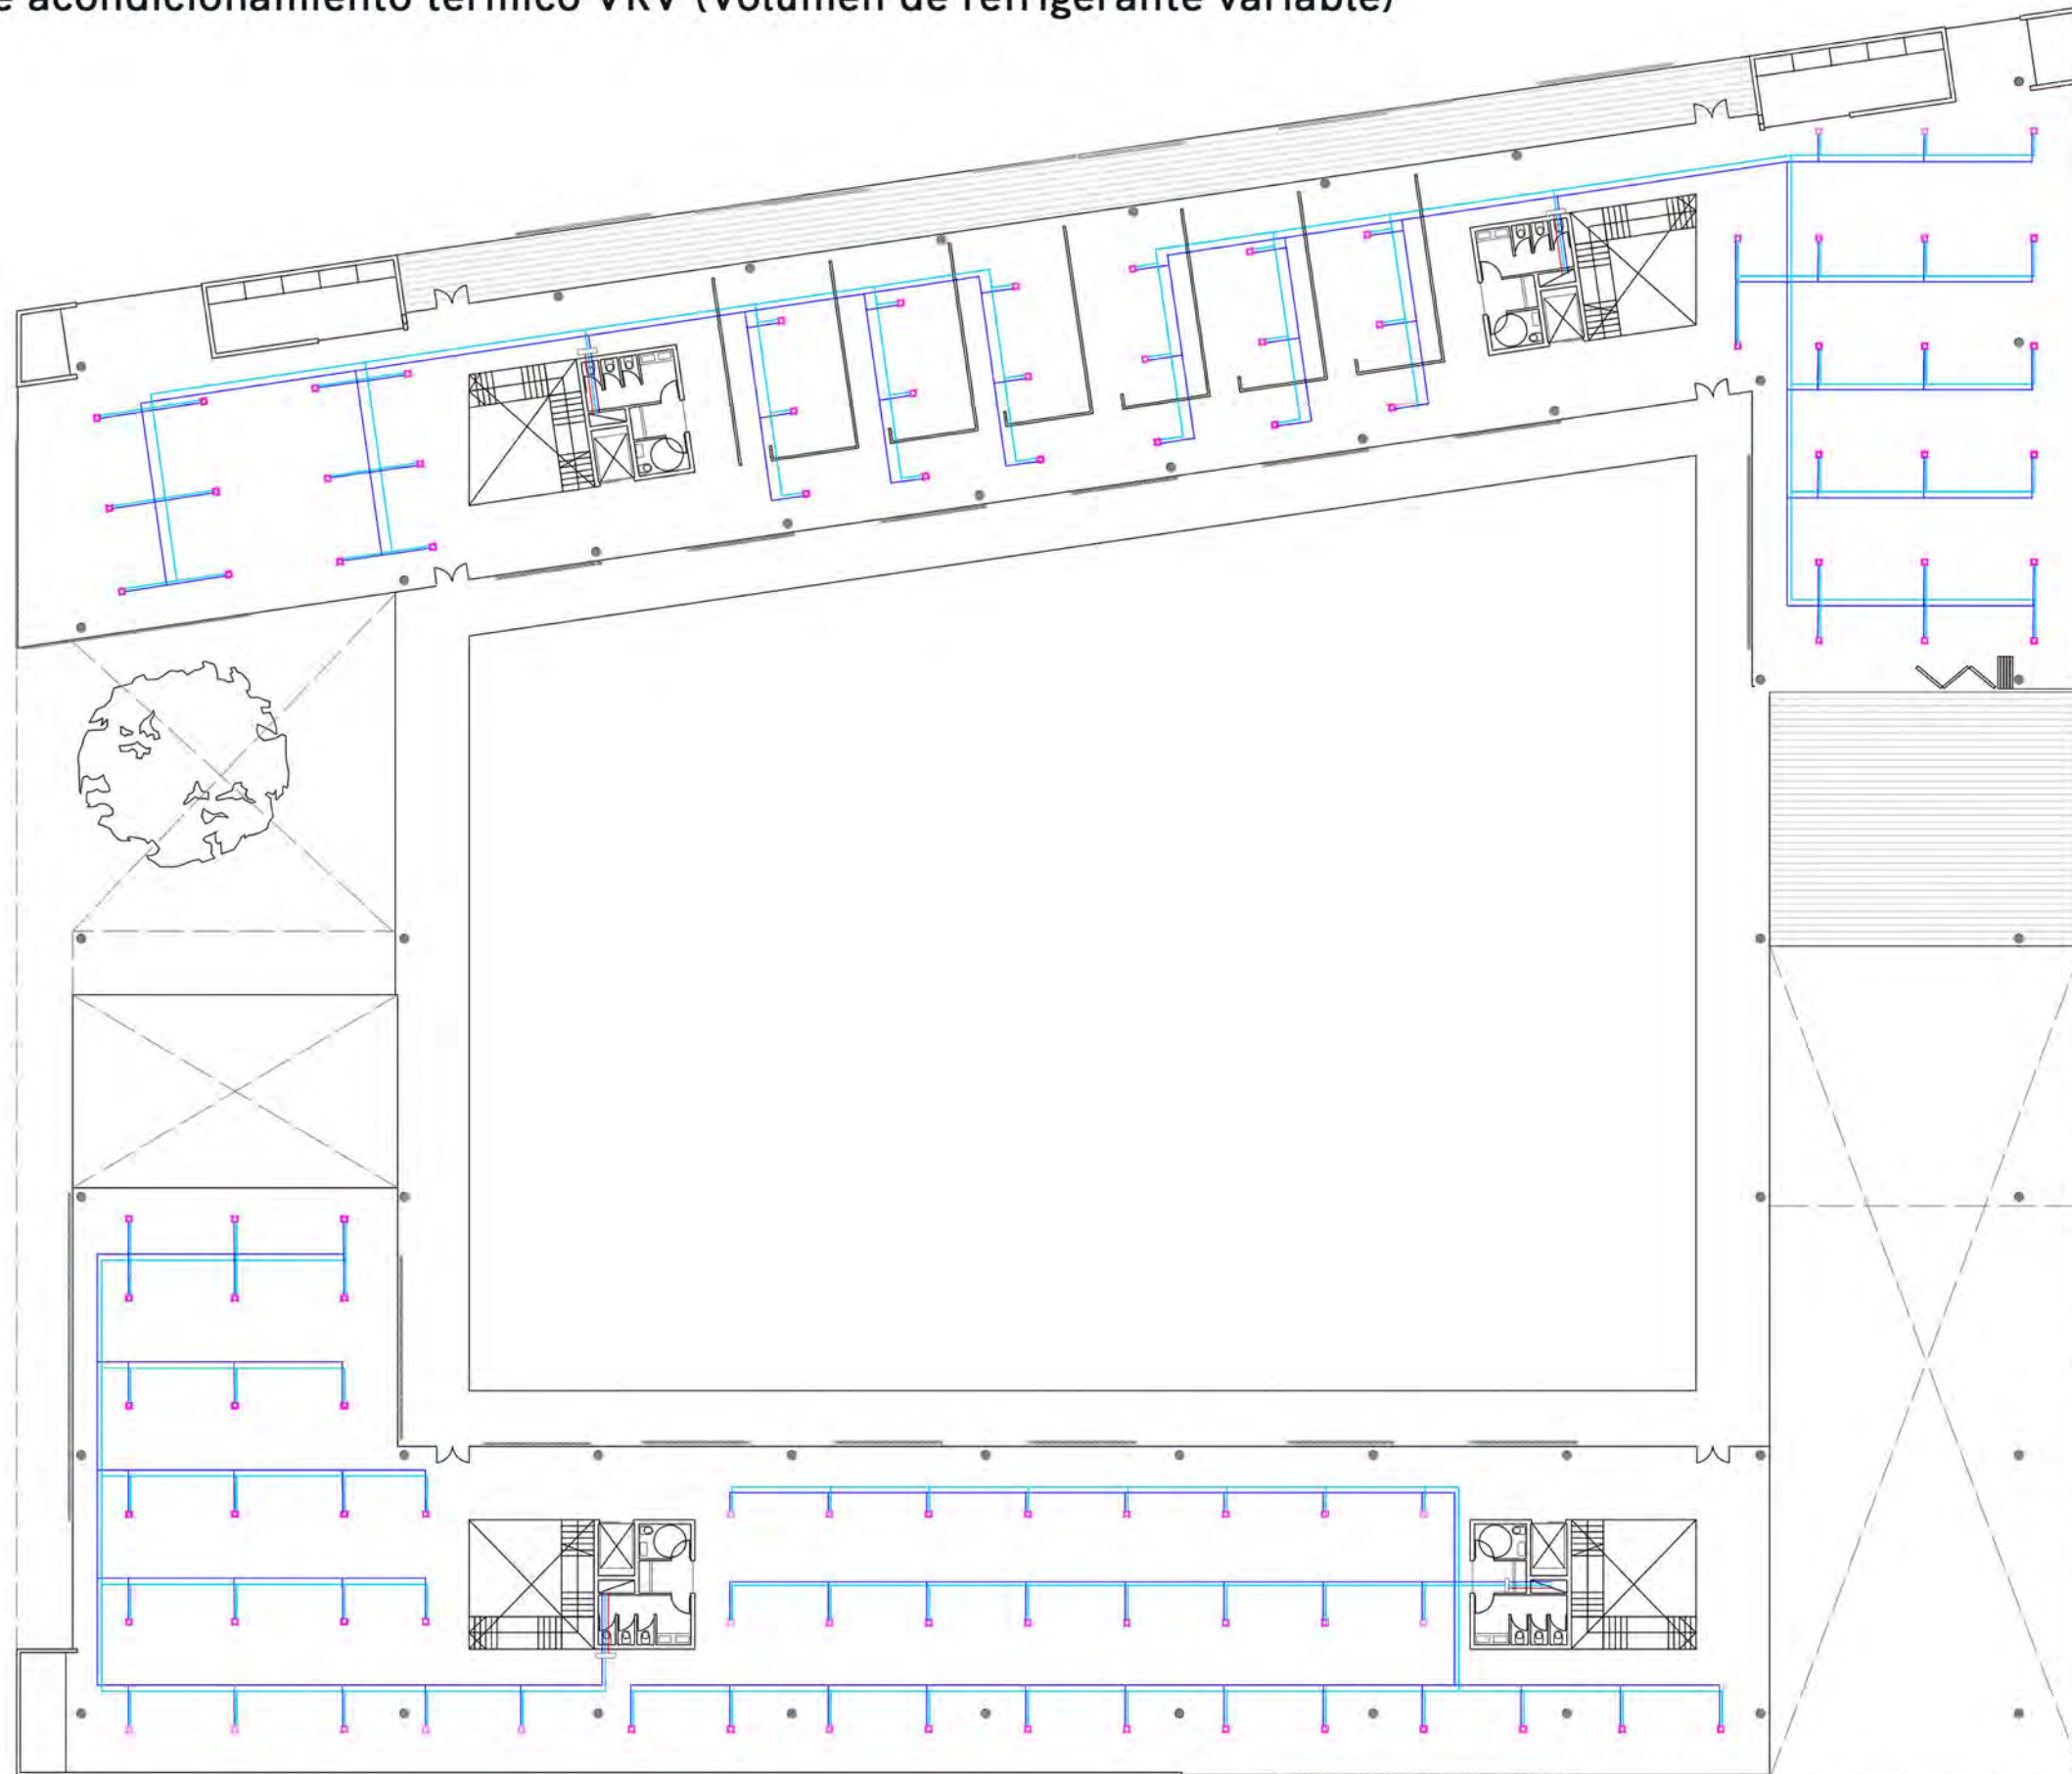 e acondicionamiento térmico VRV (Volumen de refrigerante variable)